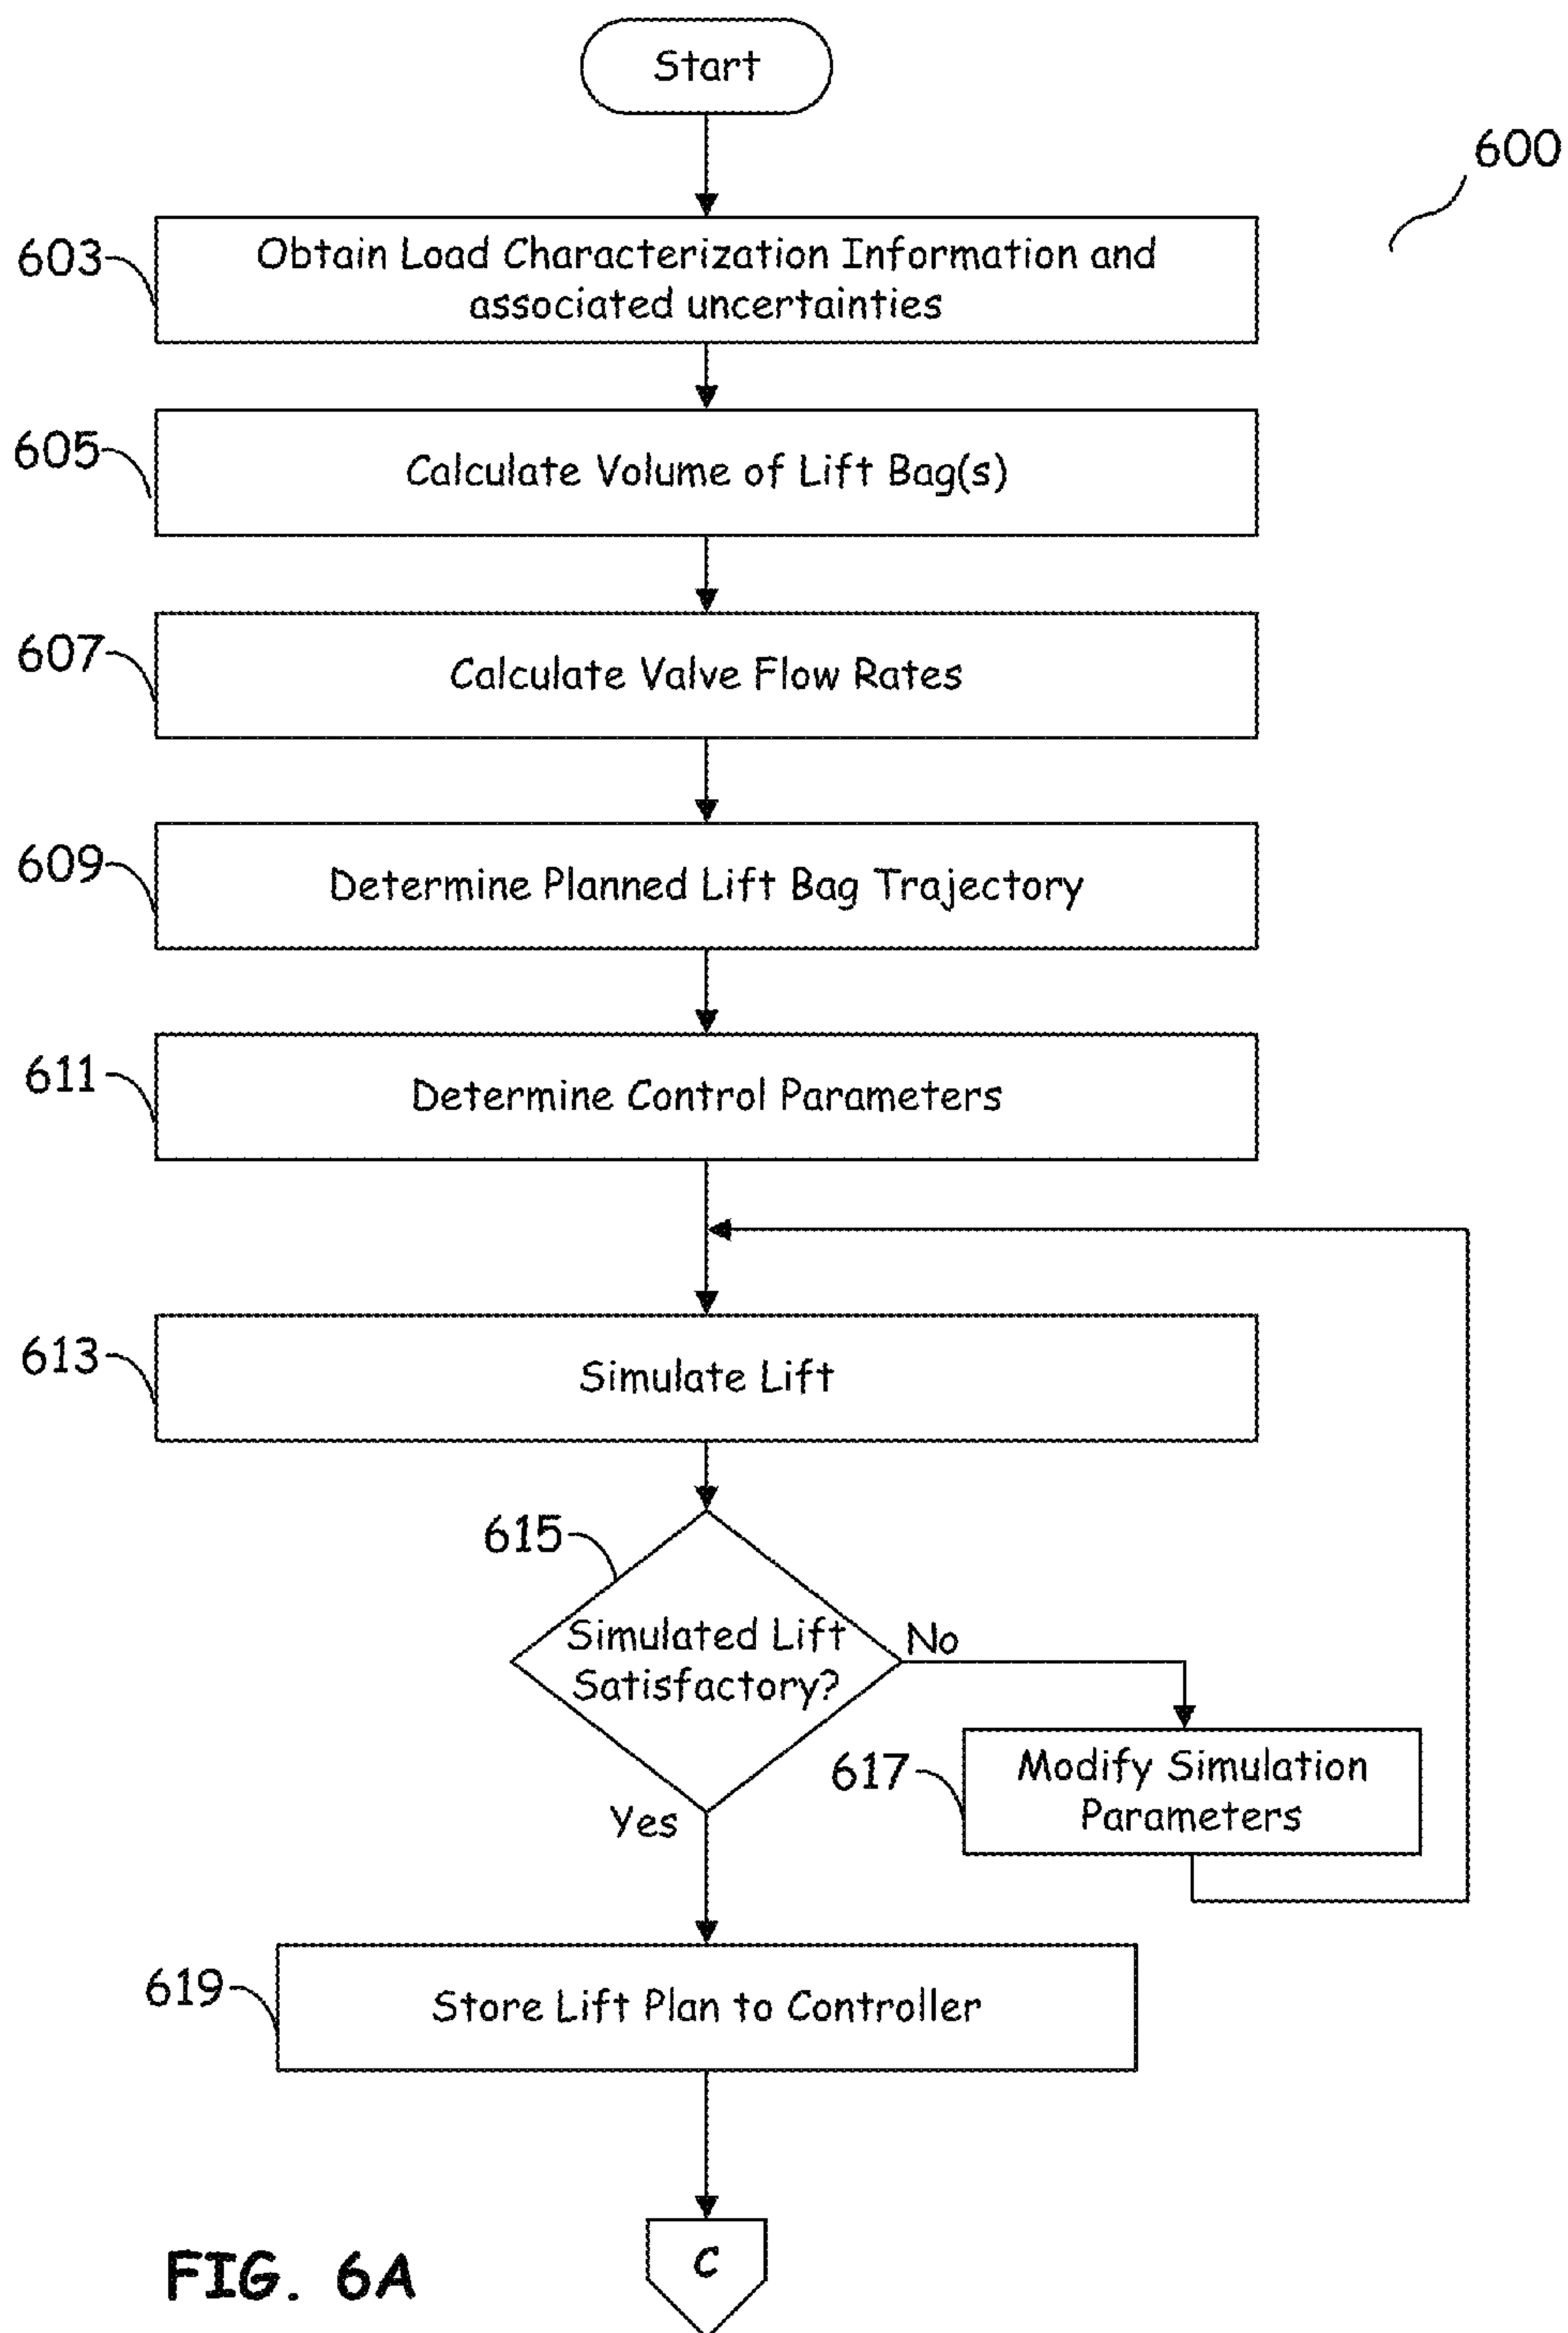 Start
600
603
Obtain Load Characterization Information and
associated uncertainties
605
Calculate Volume of Lift Bag(s)
607
Calculate Valve Flow Rates
609
Determine Planned Lift Bag Trajectory
611
Determine Control Parameters
613
Simulate Lift
615
Simulated Lift
Satisfactory?
No
617
Modify Simulation
Parameters
Yes
619
Store Lift Plan to Controller
C
FIG. 6A